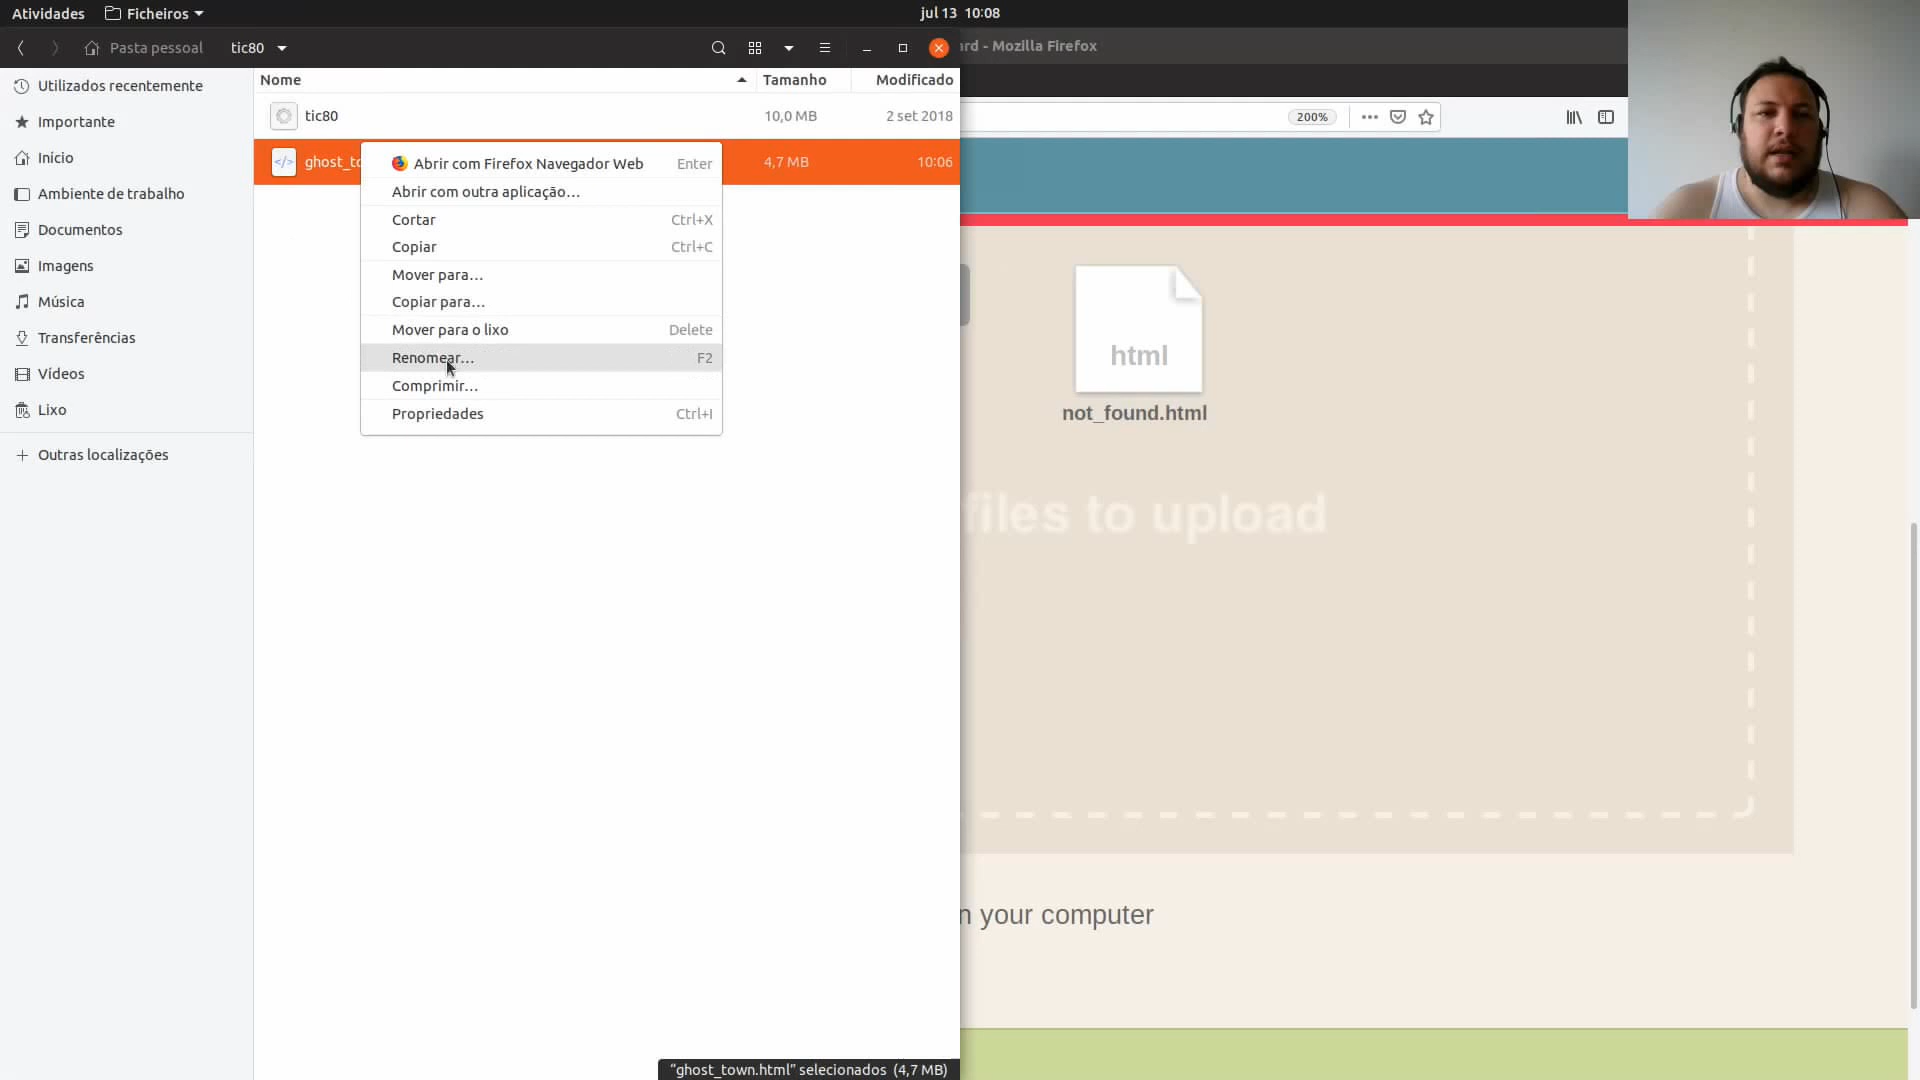 Atividades
Ficheiros
jul 13 10:08
Pasta pessoal
tic80
- Mozilla Firefox
Utilizados recentemente
Importante
Início
Ambiente de trabalho
Documentos
Imagens
Música
Transferências
Vídeos
Lixo
Outras localizações
Nome
Tamanho
Modificado
tic80
10,0 MB
2 set 2018
4,7 MB
10:06
Abrir com Firefox Navegador Web Enter
Abrir com outra aplicação...
Cortar Ctrl+X
Copiar Ctrl+C
Mover para...
Copiar para...
Mover para o lixo Delete
Renomear... F2
Comprimir...
Propriedades Ctrl+I
"ghost_town.html" selecionados (4,7 MB)
200%
html
not_found.html
files to upload
your computer